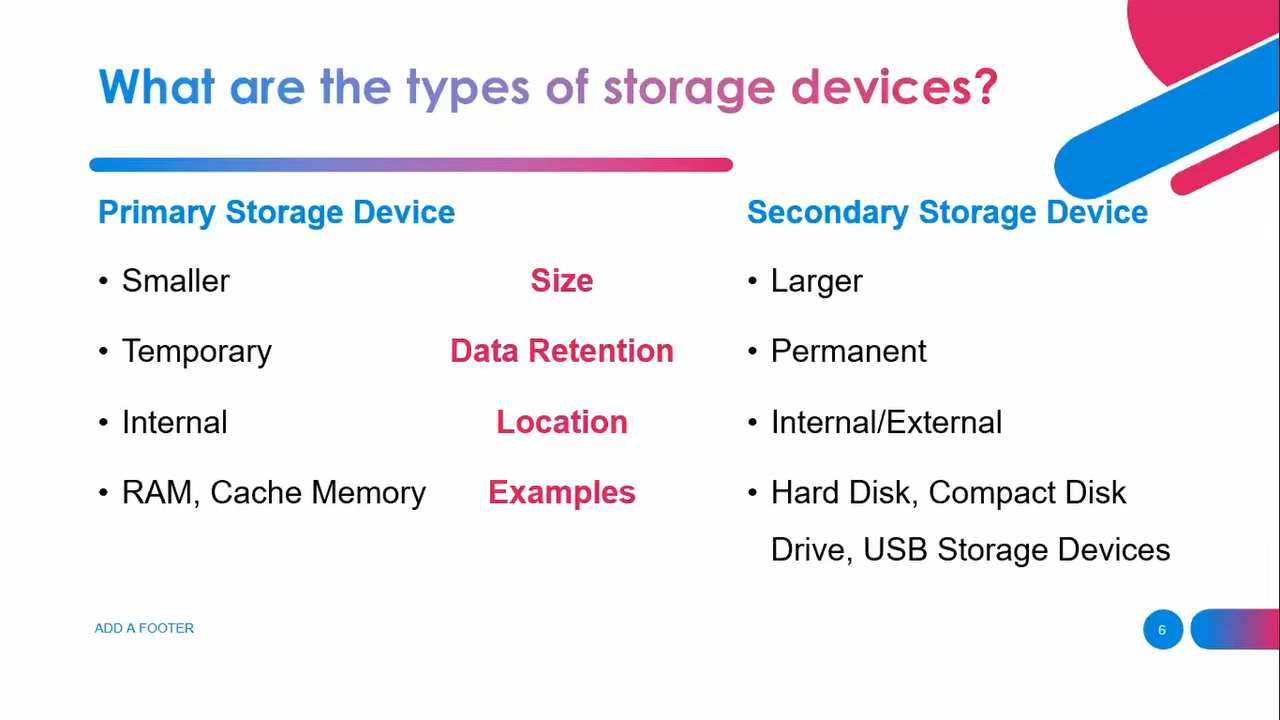 What are the types of storage devices?
Primary Storage Device
Secondary Storage Device
• Smaller
Size
• Larger
• Temporary
Data Retention
• Permanent
• Internal
Location
• Internal/External
• RAM, Cache Memory
Examples
• Hard Disk, Compact Disk
Drive, USB Storage Devices
ADD A FOOTER
6